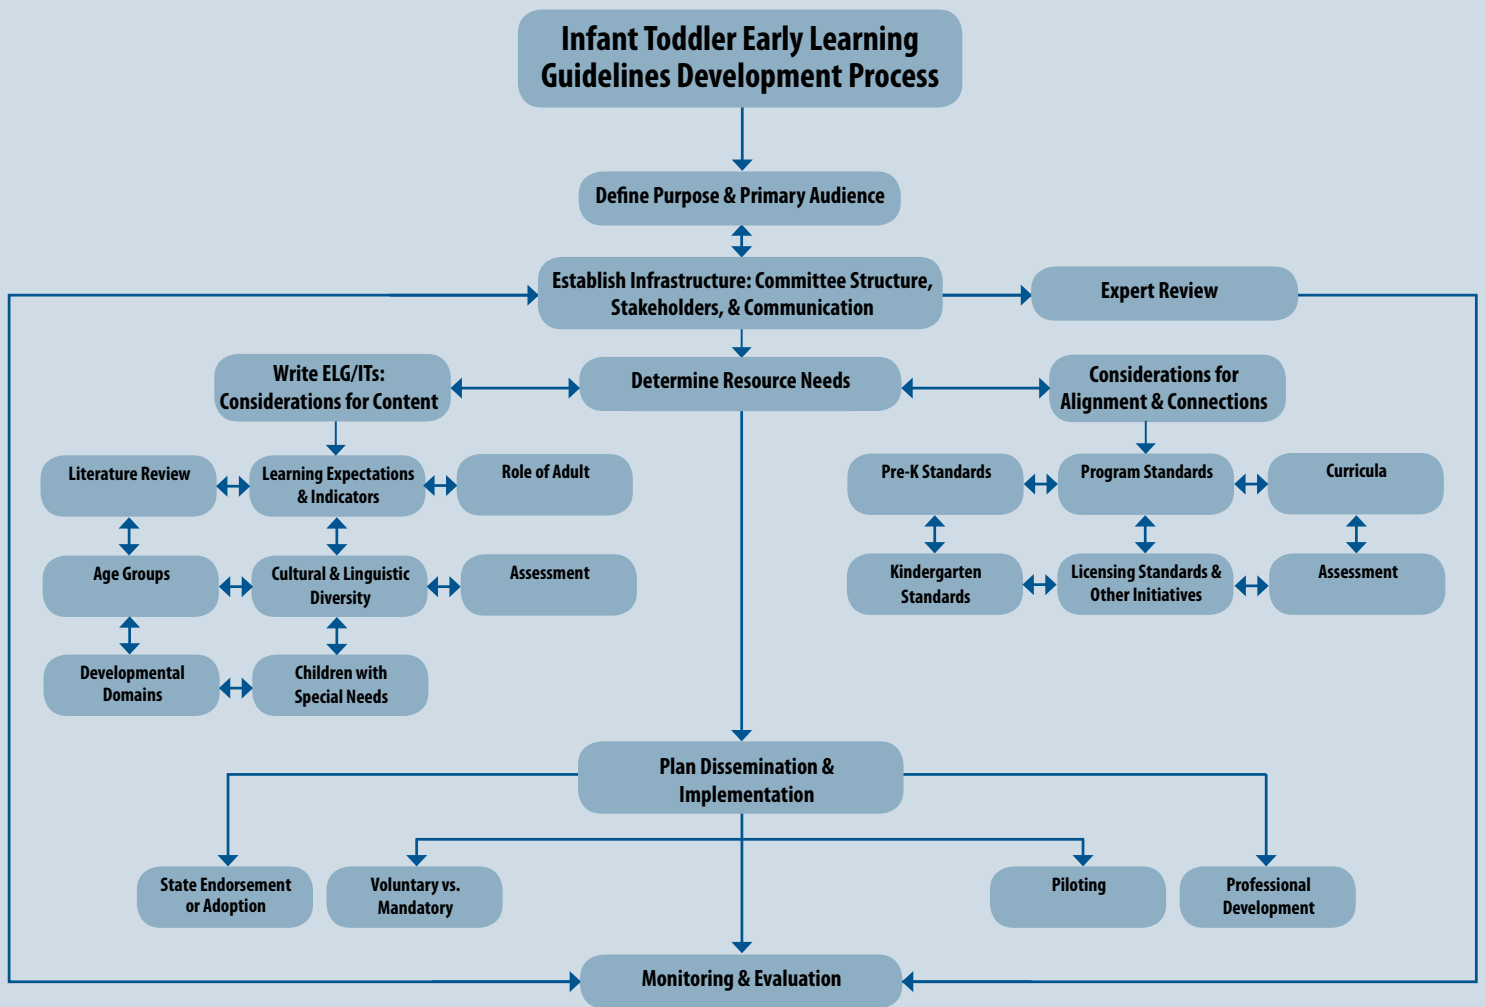 Infant Toddler Early Learning
Guidelines Development Process
Define Purpose & Primary Audience
Establish Infrastructure: Committee Structure,
Stakeholders, & Communication
Expert Review
Write ELG/ITs:
Considerations for Content
Determine Resource Needs
Considerations for
Alignment & Connections
Literature Review
Learning Expectations
& Indicators
Role of Adult
Pre-K Standards
Program Standards
Curricula
Age Groups
Cultural & Linguistic
Diversity
Assessment
Kindergarten
Standards
Licensing Standards &
Other Initiatives
Assessment
Developmental
Domains
Children with
Special Needs
Plan Dissemination &
Implementation
State Endorsement
or Adoption
Voluntary vs.
Mandatory
Piloting
Professional
Development
Monitoring & Evaluation